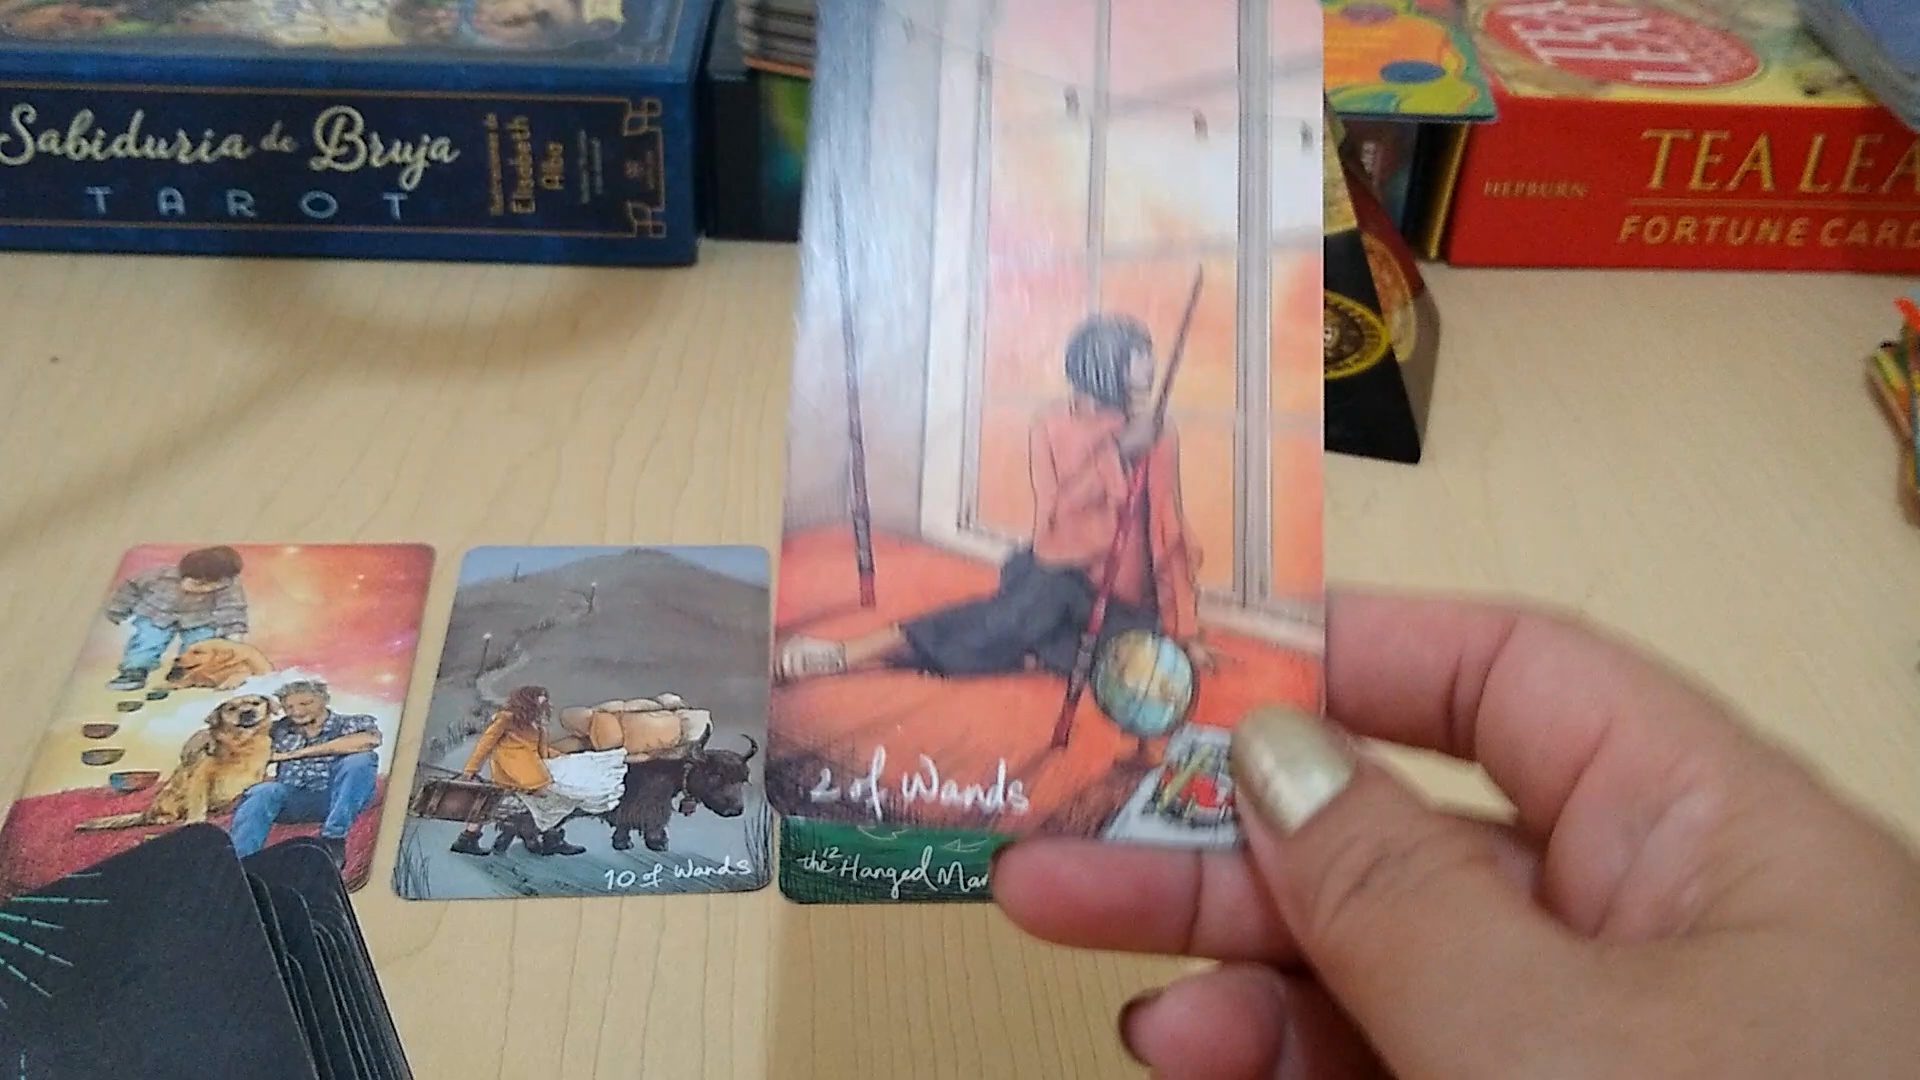 Sabiduria de Bruja
TAROT
Elisabeth
Alba
TEA LEA
HEPBURN
FORTUNE CARD
2 of Wands
10 of Wands
the 12 Hanged Man